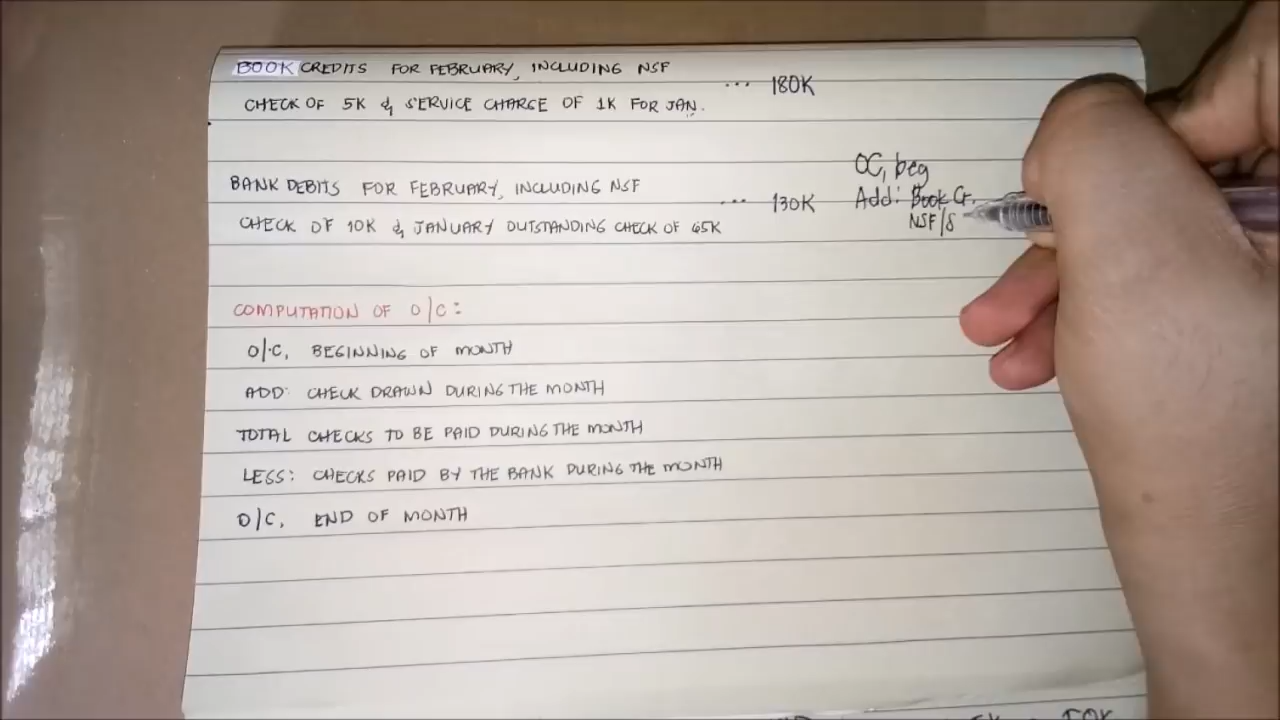 BOOK CREDITS FOR FEBRUARY, INCLUDING NSF
CHECK OF 5K & SERVICE CHARGE OF 1K FOR JAN.
... 180K
BANK DEBITS FOR FEBRUARY, INCLUDING NSF
CHECK OF 10K & JANUARY OUTSTANDING CHECK OF 65K
... 130K
OC, beg
Add: Book Cr.
NSF/S
COMPUTATION OF O/C:
O/C, BEGINNING OF MONTH
ADD: CHECK DRAWN DURING THE MONTH
TOTAL CHECKS TO BE PAID DURING THE MONTH
LESS: CHECKS PAID BY THE BANK DURING THE MONTH
O/C, END OF MONTH